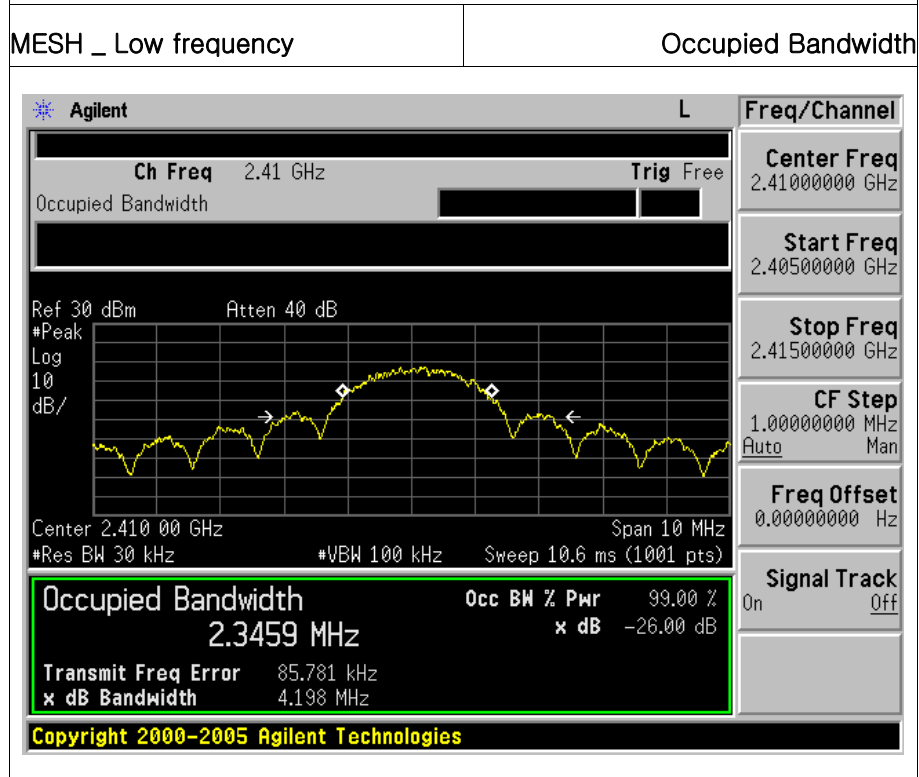 MESH _ Low frequency
Occupied Bandwidth
Agilent
L
Freq/Channel
Ch Freq 2.41 GHz
Trig Free
Occupied Bandwidth
Center Freq
2.41000000 GHz
Start Freq
2.40500000 GHz
Stop Freq
2.41500000 GHz
CF Step
1.00000000 MHz
Auto Man
Freq Offset
0.00000000 Hz
Signal Track
On Off
Ref 30 dBm
Atten 40 dB
#Peak
Log
10
dB/
Center 2.410 00 GHz
Span 10 MHz
#Res BW 30 kHz
#VBW 100 kHz
Sweep 10.6 ms (1001 pts)
Occupied Bandwidth
2.3459 MHz
Occ BW % Pwr 99.00 %
x dB -26.00 dB
Transmit Freq Error 85.781 kHz
x dB Bandwidth 4.198 MHz
Copyright 2000-2005 Agilent Technologies